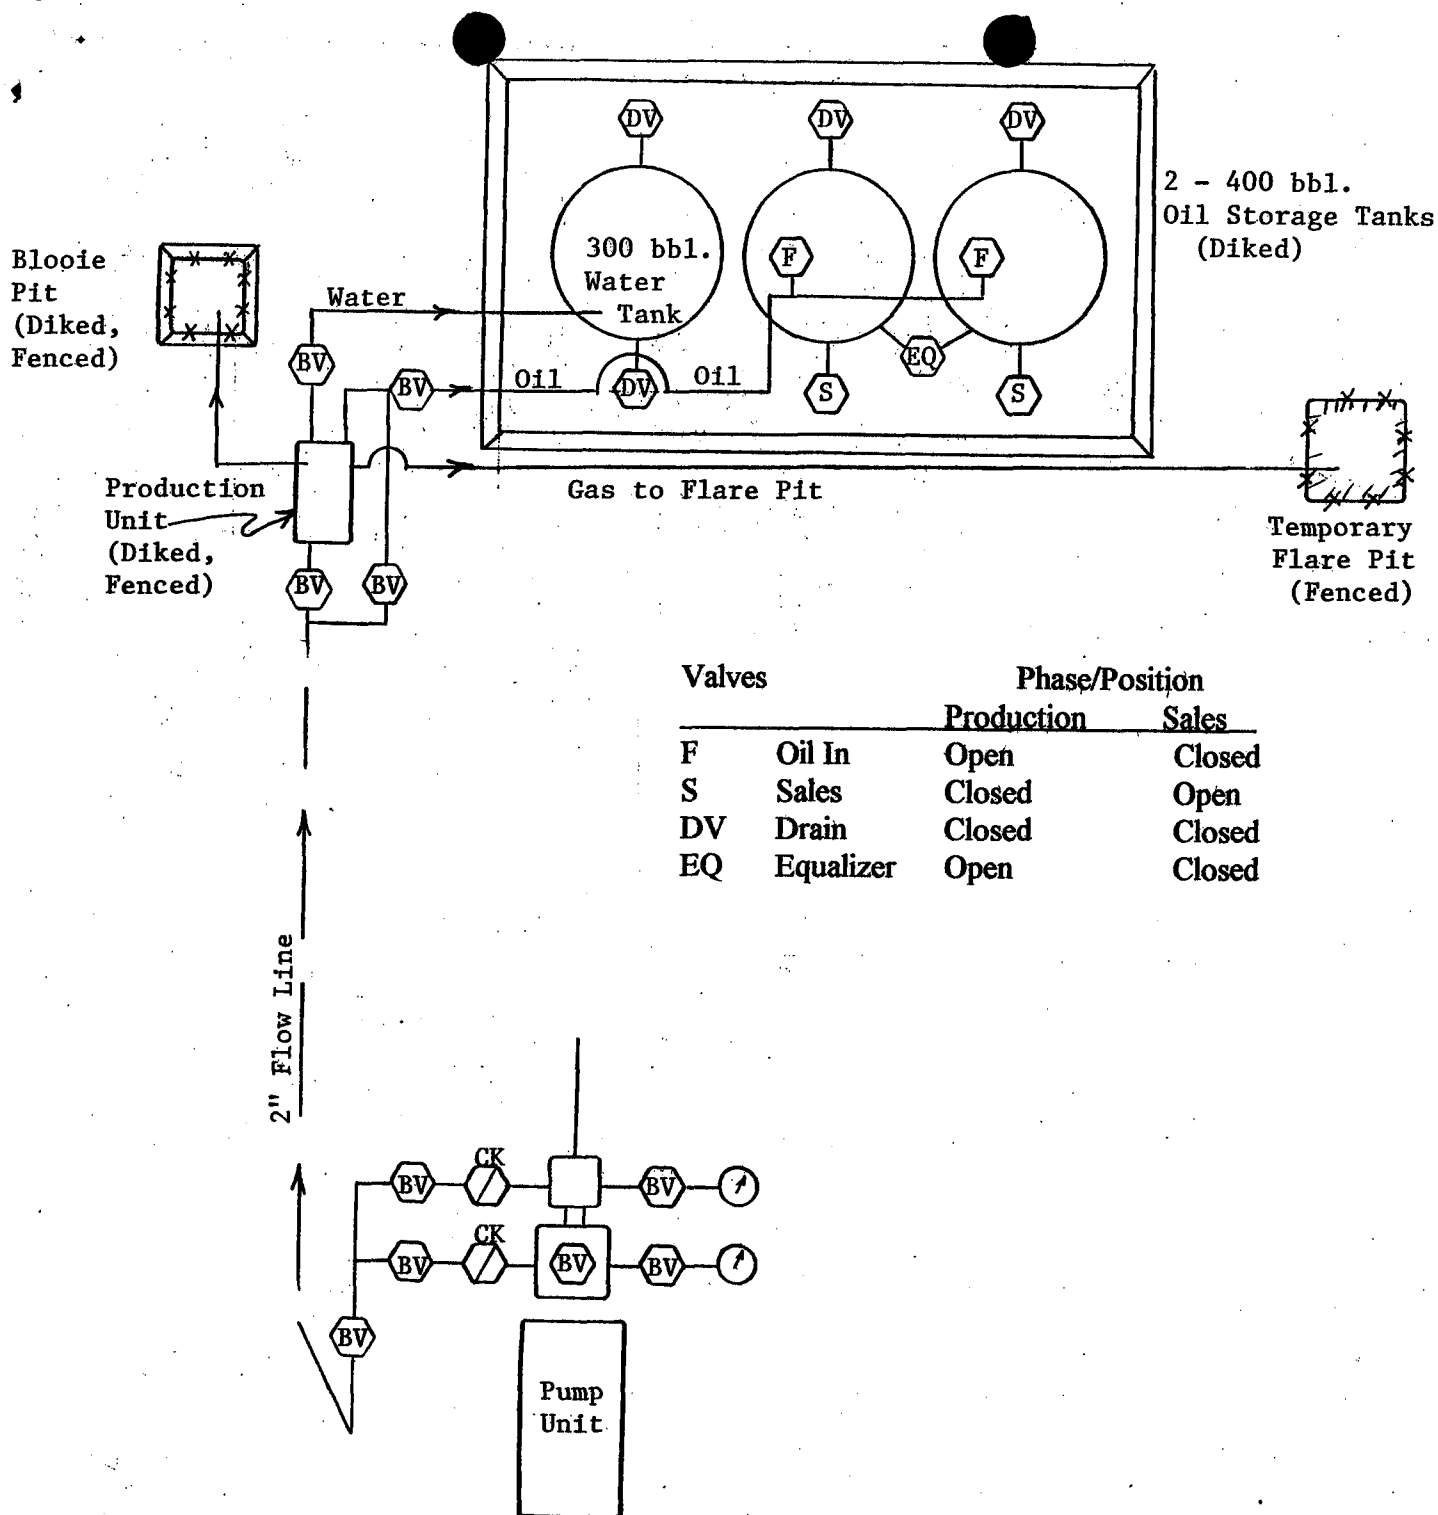 DV DV DV
2 - 400 bbl.
Oil Storage Tanks
(Diked)
300 bbl.
Water
Tank
F F
Blooie
Pit
(Diked,
Fenced)
Water
BV
BV
Oil
DV
Oil
EQ
S S
Production
Unit
(Diked,
Fenced)
Gas to Flare Pit
Temporary
Flare Pit
(Fenced)
BV BV
Valves Phase/Position
Production Sales
F Oil In Open Closed
S Sales Closed Open
DV Drain Closed Closed
EQ Equalizer Open Closed
2" Flow Line
CK
BV BV
CK
BV BV BV
BV
Pump
Unit